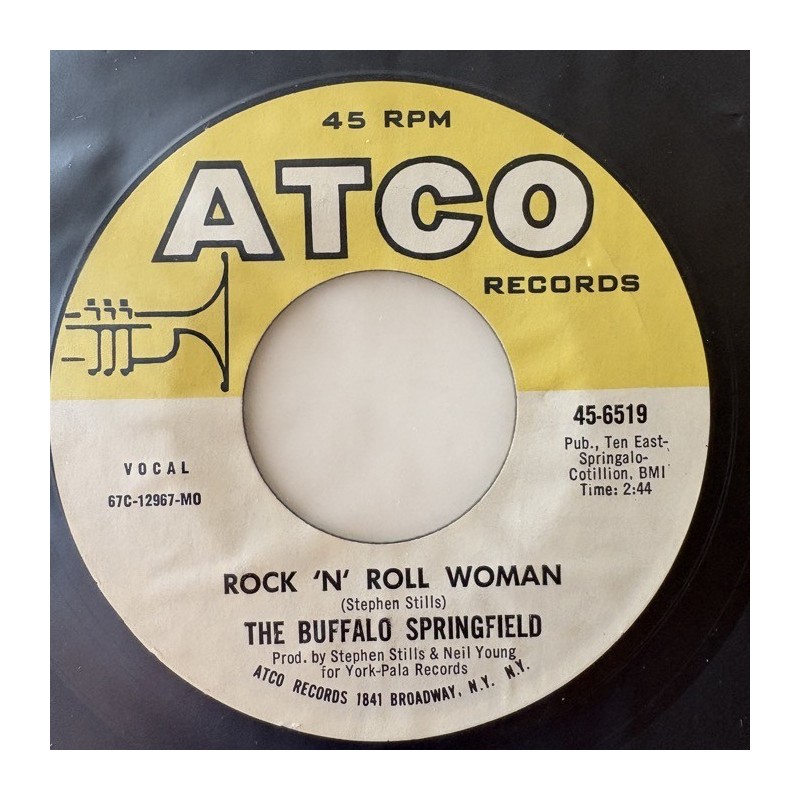 45 RPM
ATCO
RECORDS
45-6519
Pub., Ten East-
Springalo-
Cotillion, BMI
Time: 2:44
VOCAL
67C-12967-MO
ROCK 'N' ROLL WOMAN
(Stephen Stills)
THE BUFFALO SPRINGFIELD
Prod. by Stephen Stills & Neil Young
for York-Pala Records
ATCO RECORDS 1841 BROADWAY, N.Y. N.Y.